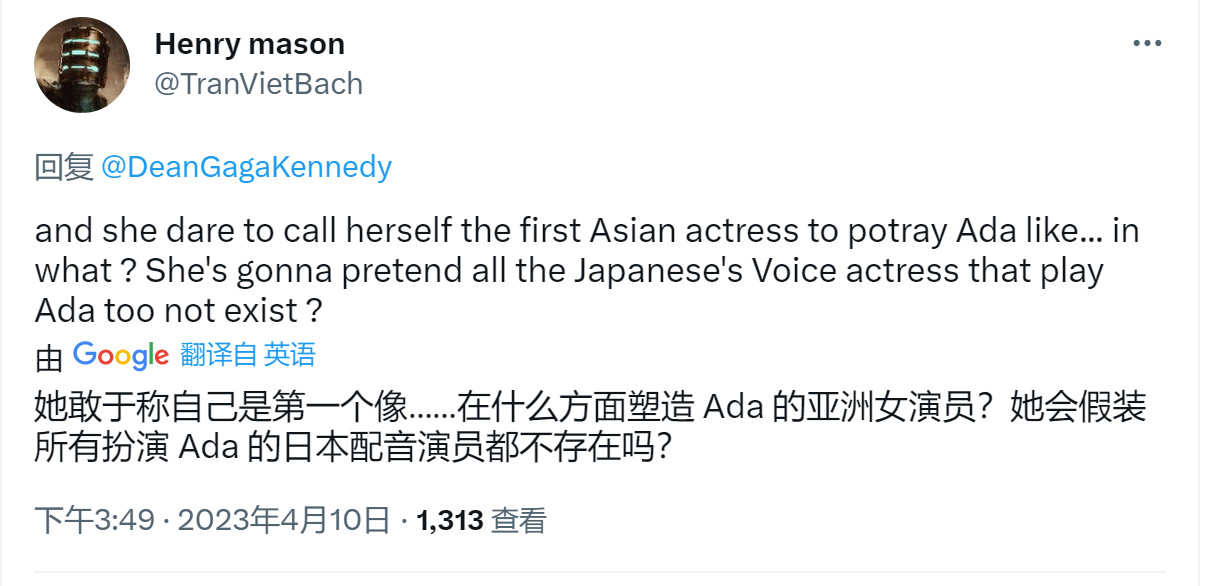 Henry mason
@TranVietBach
回复 @DeanGagaKennedy
and she dare to call herself the first Asian actress to potray Ada like... in
what ? She's gonna pretend all the Japanese's Voice actress that play
Ada too not exist ?
由 Google 翻译自 英语
她敢于称自己是第一个像......在什么方面塑造 Ada 的亚洲女演员？她会假装
所有扮演 Ada 的日本配音演员都不存在吗？
下午3:49 · 2023年4月10日 · 1,313 查看